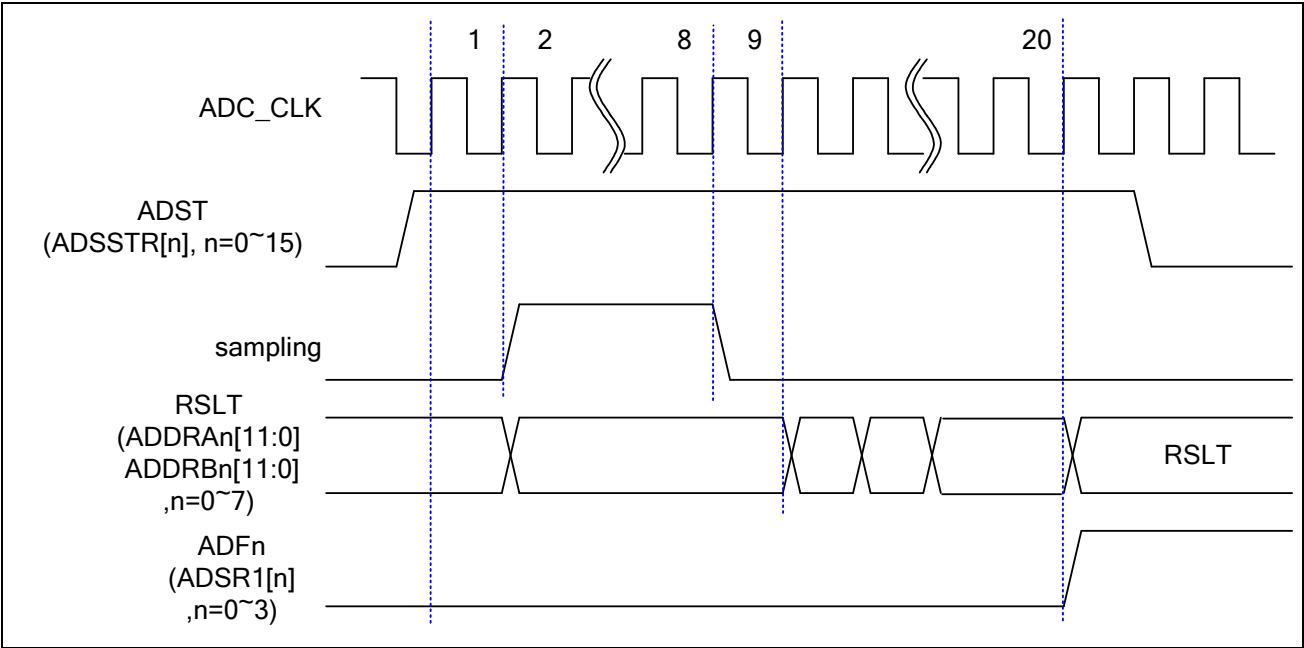 1 2 8 9 20
ADC_CLK
ADST
(ADSSTR[n], n=0~15)
sampling
RSLT
(ADDRAn[11:0]
ADDRBn[11:0]
,n=0~7)
RSLT
ADFn
(ADSR1[n]
,n=0~3)